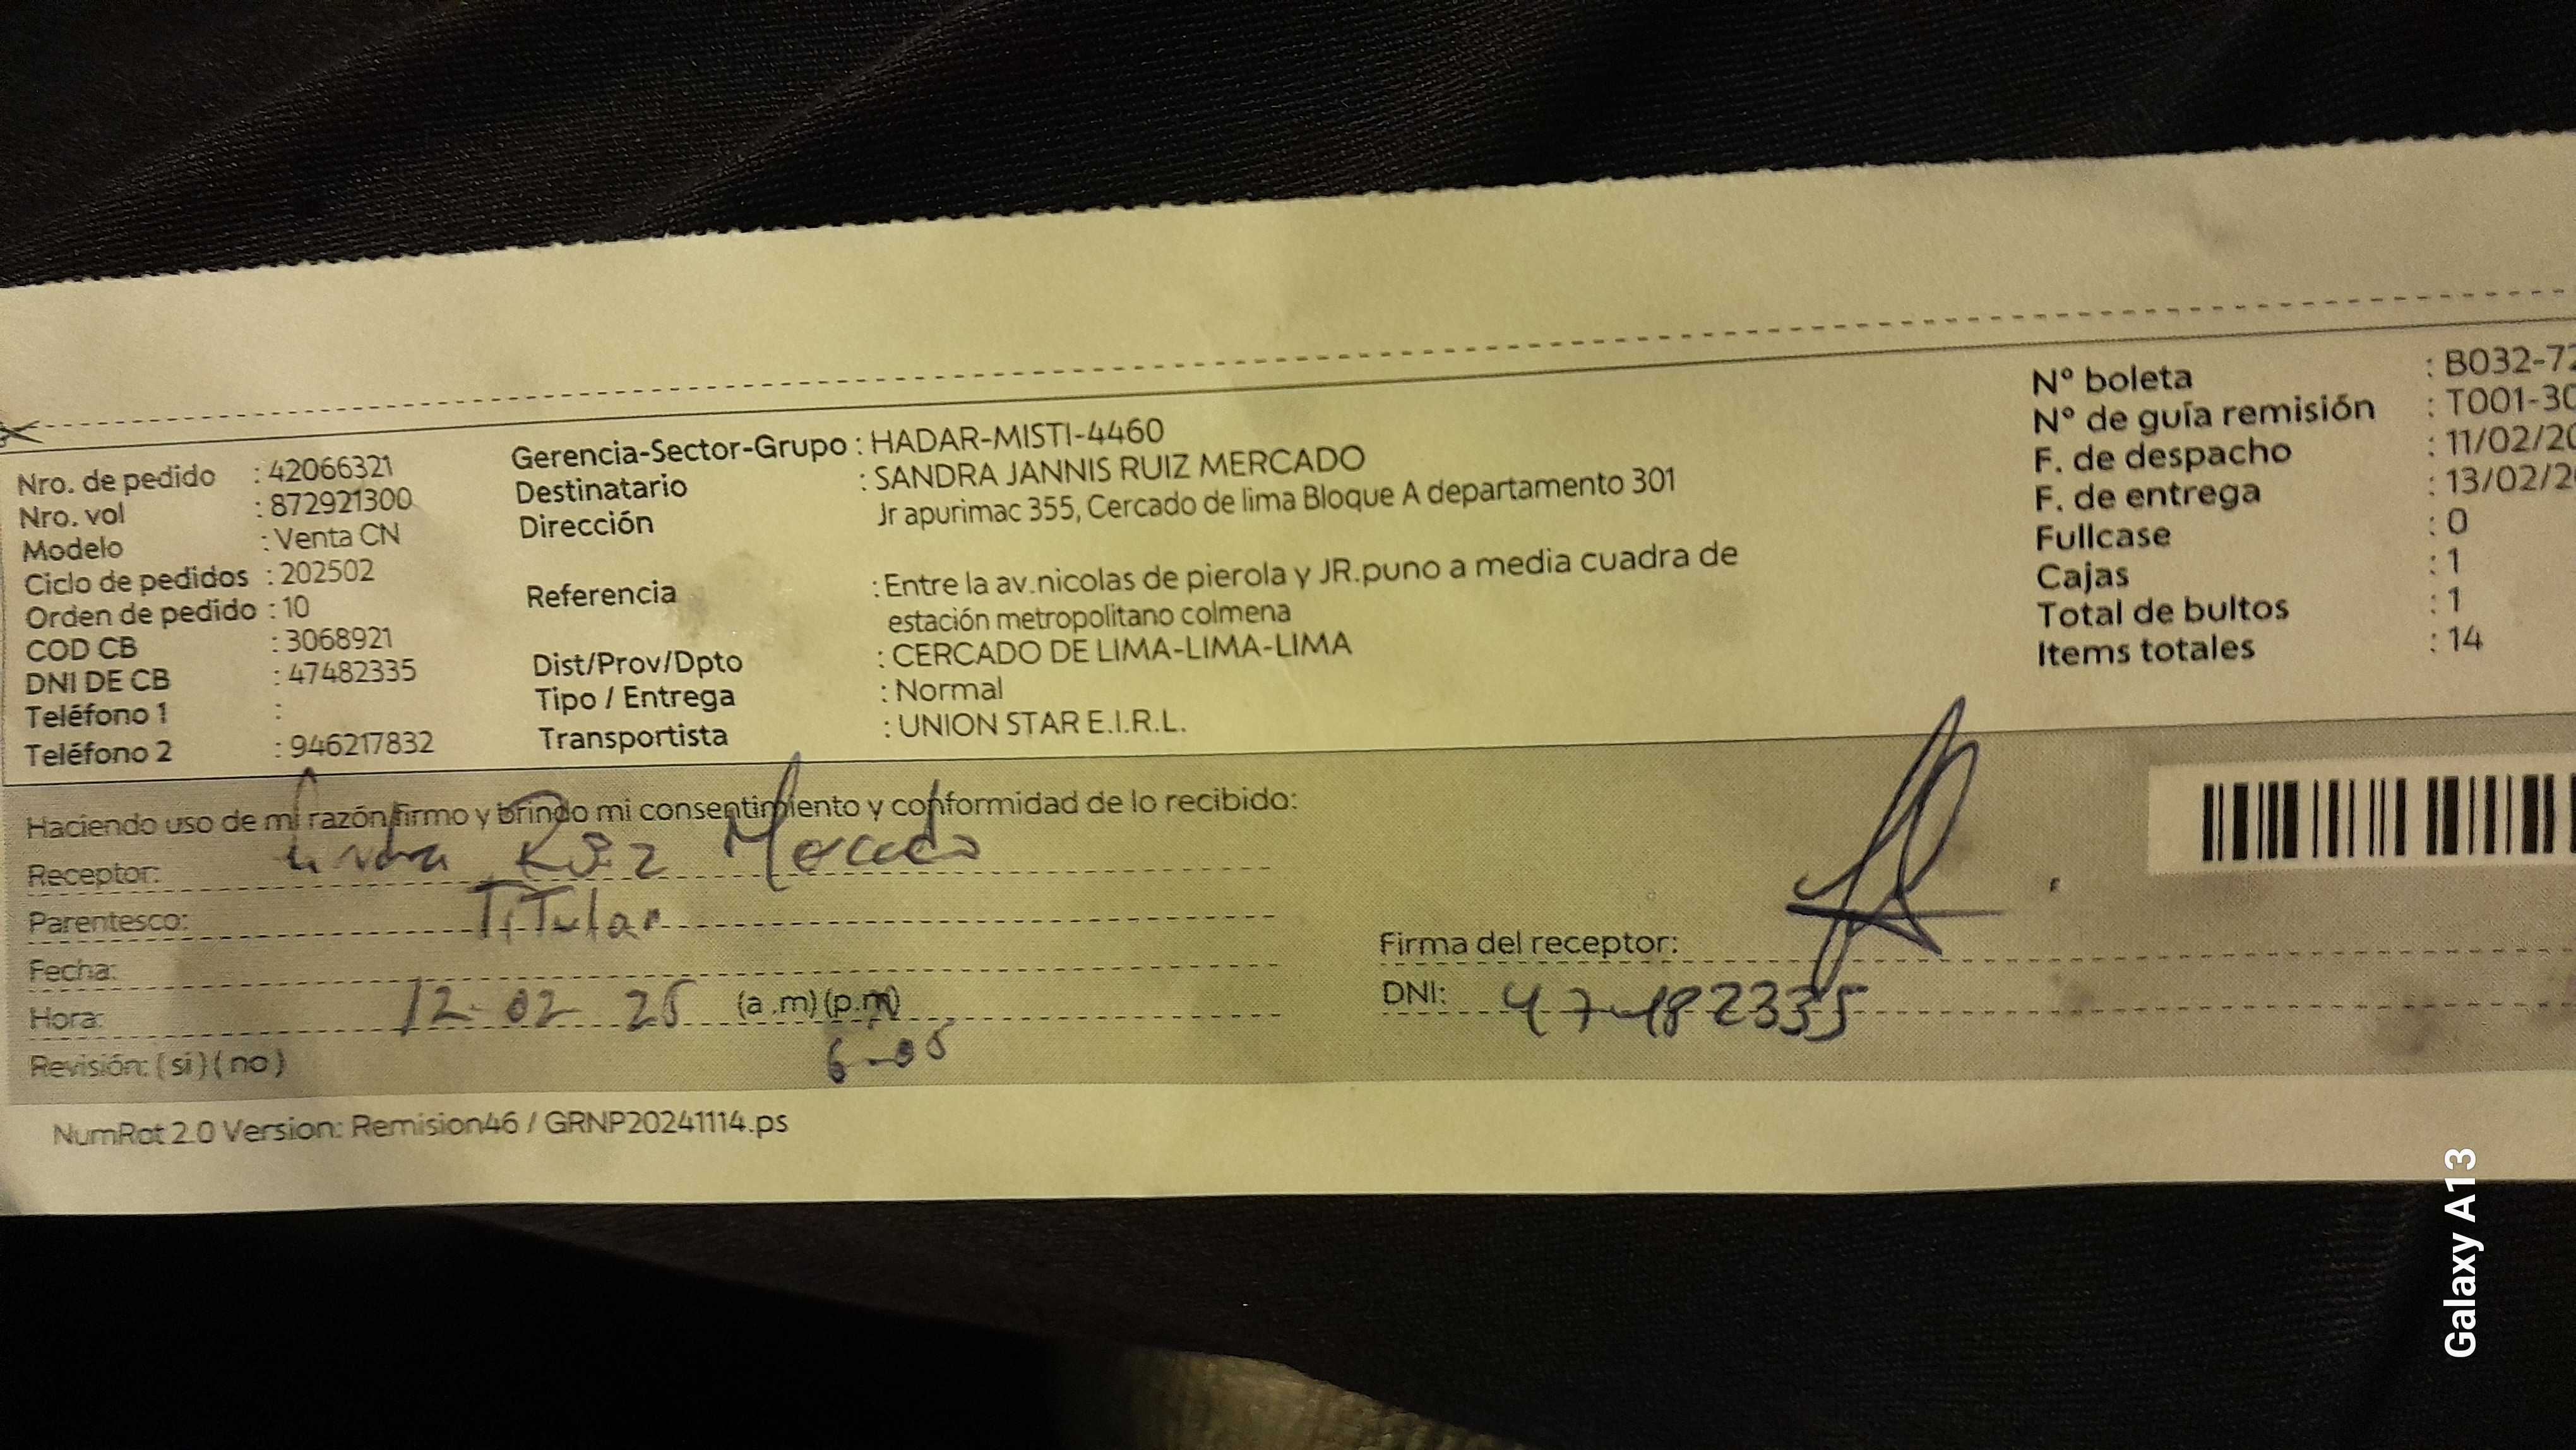 Nro. de pedido : 42066321
Nro. vol : 872921300
Modelo : Venta CN
Ciclo de pedidos : 202502
Orden de pedido : 10
COD CB : 3068921
DNI DE CB : 47482335
Teléfono 1 :
Teléfono 2 : 946217832
Gerencia-Sector-Grupo : HADAR-MISTI-4460
Destinatario : SANDRA JANNIS RUIZ MERCADO
Dirección Jr apurimac 355, Cercado de lima Bloque A departamento 301
Referencia : Entre la av.nicolas de pierola y JR.puno a media cuadra de
estación metropolitano colmena
Dist/Prov/Dpto : CERCADO DE LIMA-LIMA-LIMA
Tipo / Entrega : Normal
Transportista : UNION STAR E.I.R.L.
N° boleta : B032-72
N° de guía remisión : T001-30
F. de despacho : 11/02/20
F. de entrega : 13/02/2
Fullcase : 0
Cajas : 1
Total de bultos : 1
Items totales : 14
Haciendo uso de mi razón firmo y brindo mi consentimiento y conformidad de lo recibido:
Receptor: Ruiz Mercado
Parentesco: Titular
Fecha:
Hora: 12-02 25 (a.m)(p.m)
6-05
Revisión: (si)(no)
Firma del receptor:
DNI: 47482335
NumRot 2.0 Version: Remision46 / GRNP20241114.ps
Galaxy A13